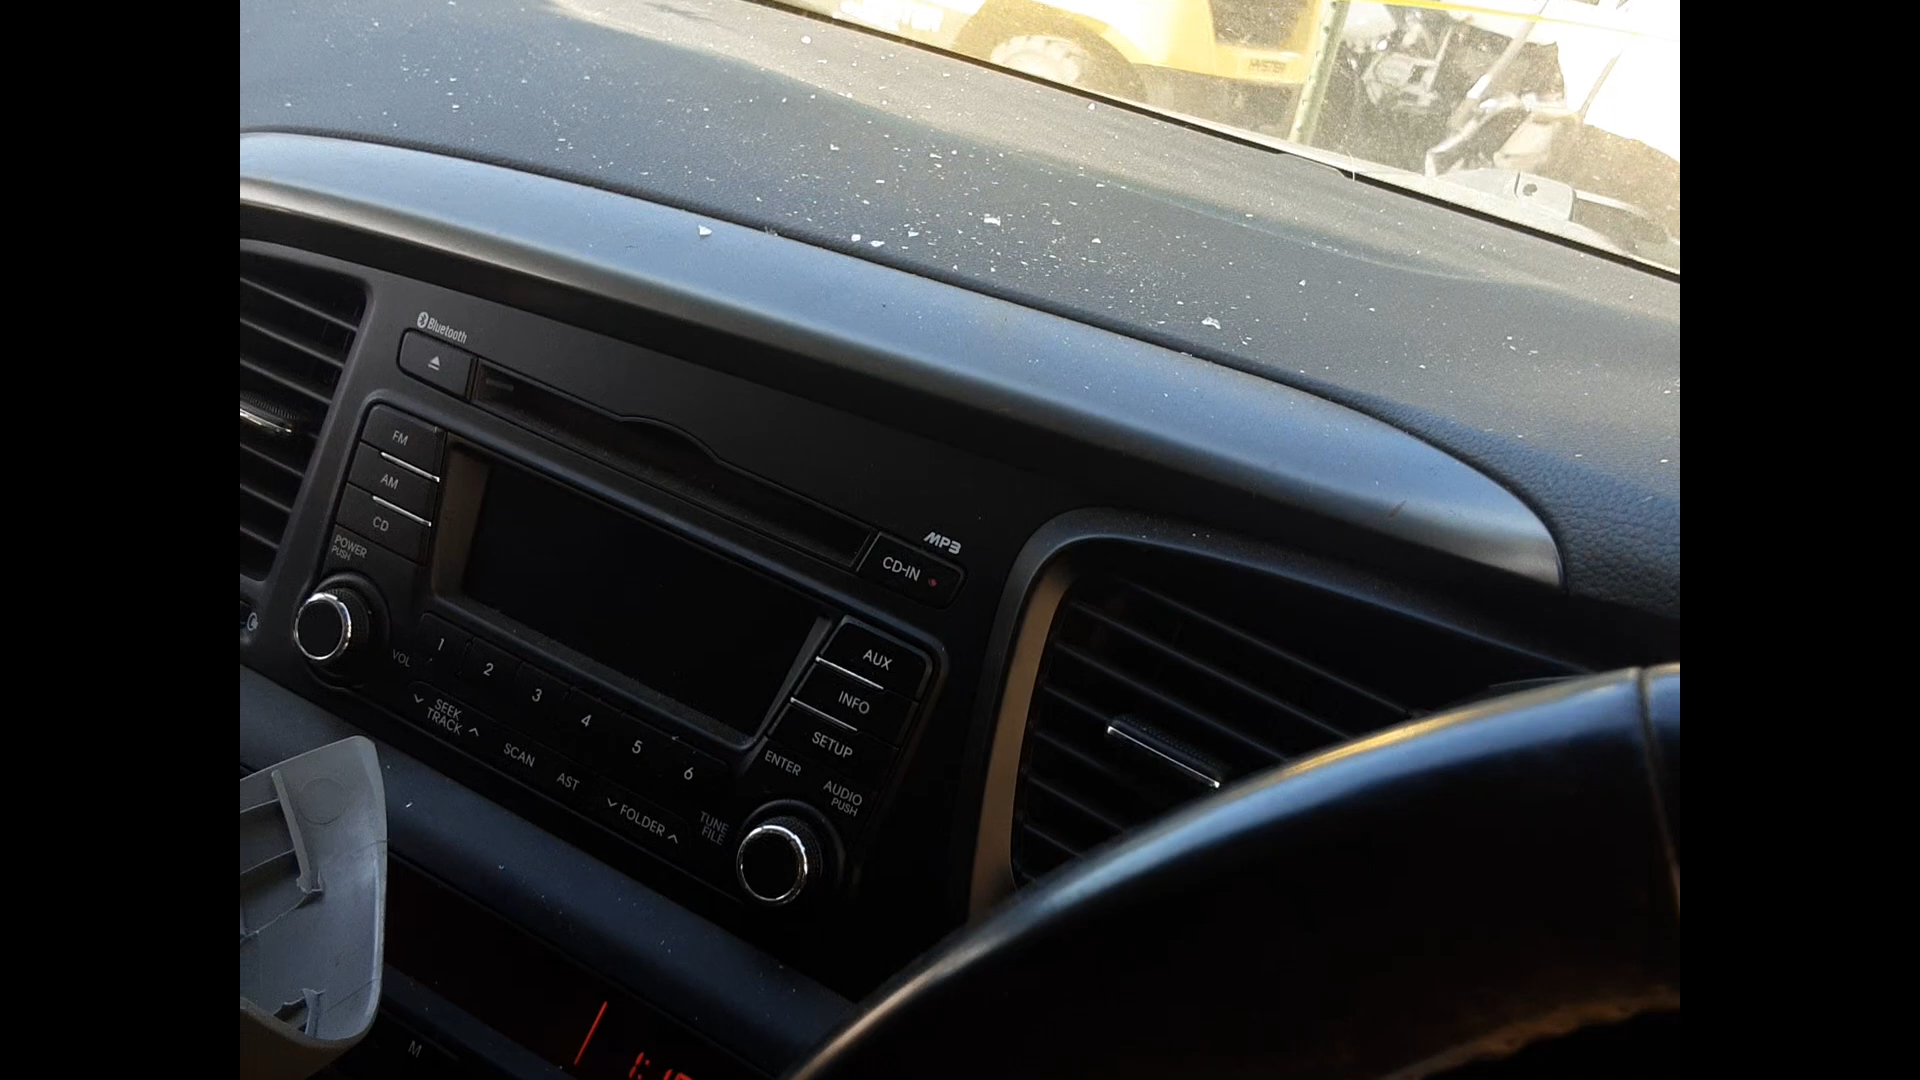 HYSTER
Bluetooth
FM
AM
CD
POWER
PUSH
VOL
MP3
CD-IN
1
2
3
4
5
6
SEEK
TRACK
SCAN
AST
FOLDER
AUX
INFO
SETUP
ENTER
AUDIO
PUSH
TUNE
FILE
M